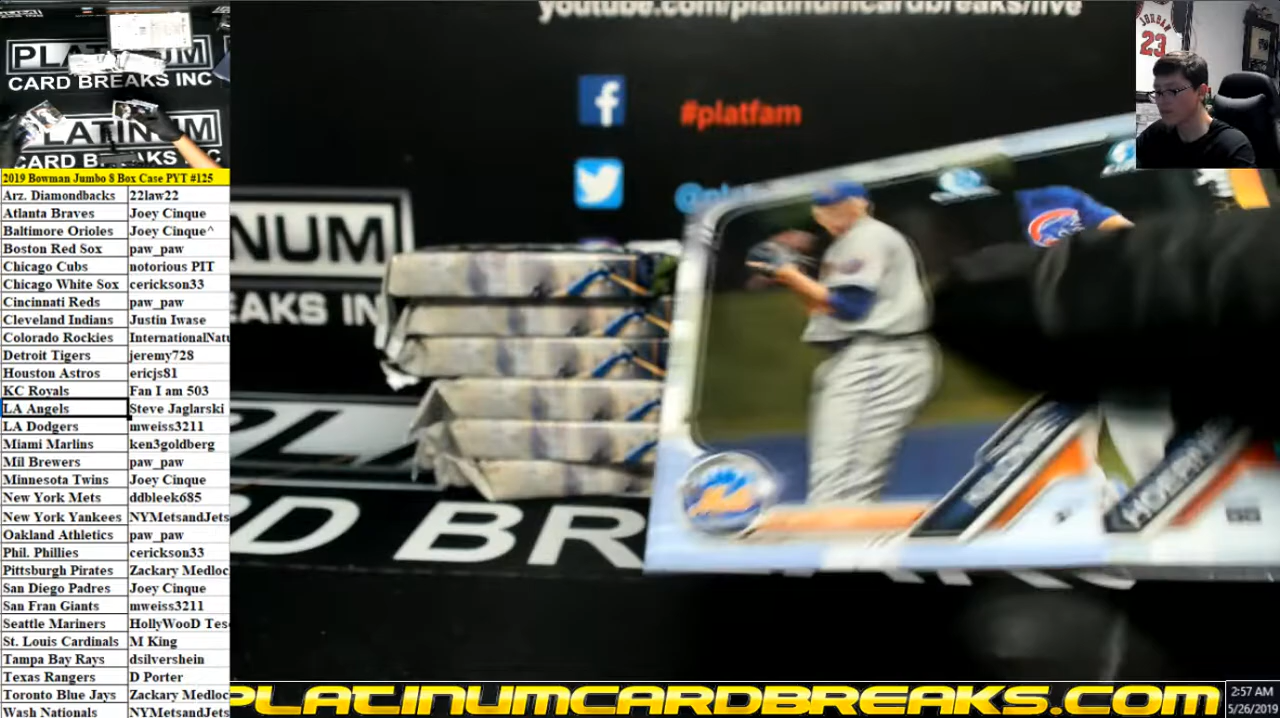 youtube.com/platinumcardbreaks/live
PLATINUM
CARD BREAKS INC
PLATINUM
CARD BREAKS INC
JORDAN
23
#platfam
NUM
AKS IN
D BR
2019 Bowman Jumbo 8 Box Case PYT #125
Arz. Diamondbacks 22law22
Atlanta Braves Joey Cinque
Baltimore Orioles Joey Cinque^
Boston Red Sox paw_paw
Chicago Cubs notorious PIT
Chicago White Sox cerickson33
Cincinnati Reds paw_paw
Cleveland Indians Justin Iwase
Colorado Rockies InternationalNatu
Detroit Tigers jeremy728
Houston Astros ericjs81
KC Royals Fan I am 503
LA Angels Steve Jaglarski
LA Dodgers mweiss3211
Miami Marlins ken3goldberg
Mil Brewers paw_paw
Minnesota Twins Joey Cinque
New York Mets ddbleek685
New York Yankees NYMetsandJets
Oakland Athletics paw_paw
Phil. Phillies cerickson33
Pittsburgh Pirates Zackary Medloc
San Diego Padres Joey Cinque
San Fran Giants mweiss3211
Seattle Mariners HollyWooD Tes
St. Louis Cardinals M King
Tampa Bay Rays dsilvershein
Texas Rangers D Porter
Toronto Blue Jays Zackary Medloc
Wash Nationals NYMetsandJets
PLATINUMCARDBREAKS.COM
2:57 AM
5/26/2019